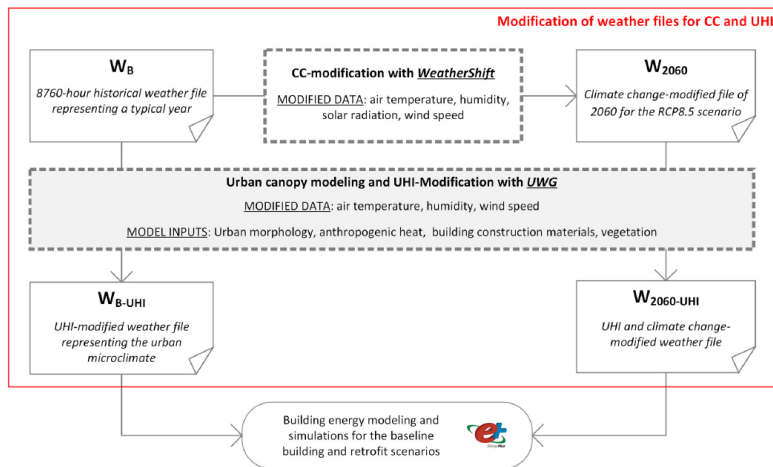 Modification of weather files for CC and UHI
WB
8760-hour historical weather file
representing a typical year
CC-modification with WeatherShift
MODIFIED DATA: air temperature, humidity,
solar radiation, wind speed
W2060
Climate change-modified file of
2060 for the RCP8.5 scenario
Urban canopy modeling and UHI-Modification with UWG
MODIFIED DATA: air temperature, humidity, wind speed
MODEL INPUTS: Urban morphology, anthropogenic heat, building construction materials, vegetation
WB-UHI
UHI-modified weather file
representing the urban
microclimate
W2060-UHI
UHI and climate change-
modified weather file
Building energy modeling and
simulations for the baseline
building and retrofit scenarios